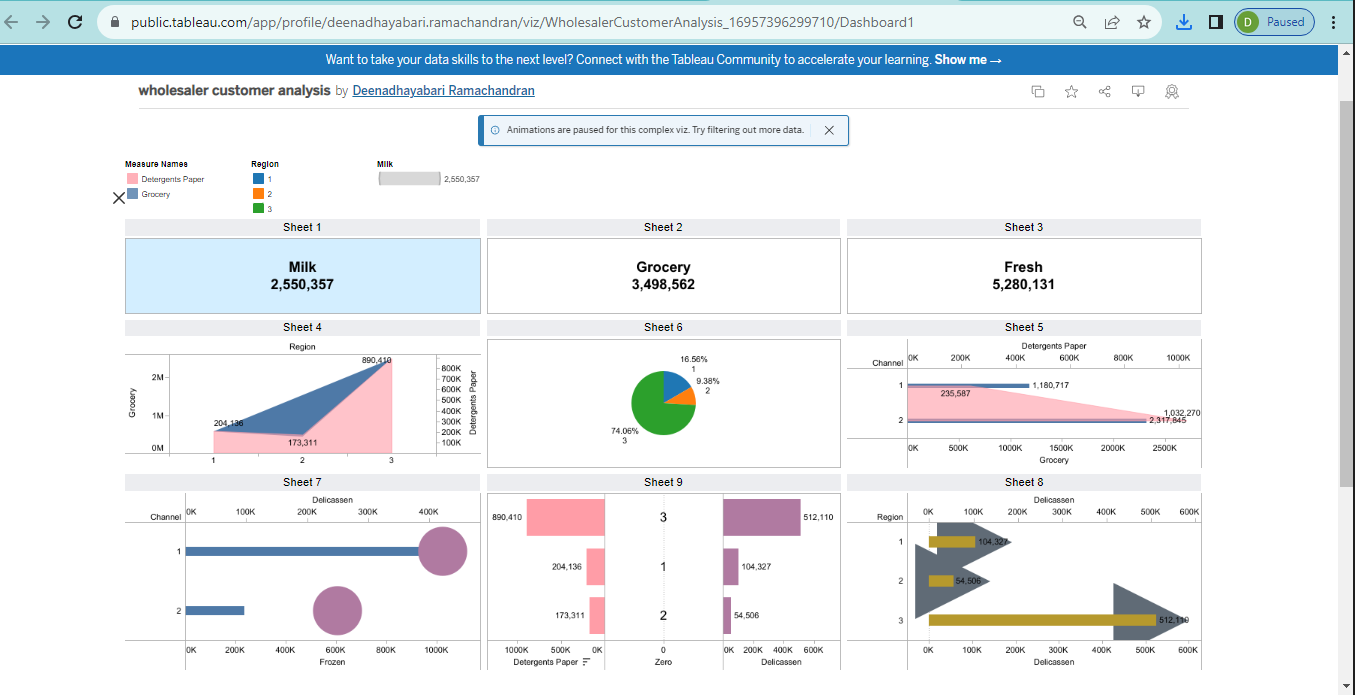 public.tableau.com/app/profile/deenadhayabari.ramachandran/viz/WholesalerCustomerAnalysis_16957396299710/Dashboard1
D Paused
Want to take your data skills to the next level? Connect with the Tableau Community to accelerate your learning. Show me →
wholesaler customer analysis by Deenadhayabari Ramachandran
Animations are paused for this complex viz. Try filtering out more data.
Measure Names
Detergents Paper
Grocery
Region
1
2
3
Milk
2,550,357
Sheet 1
Milk
2,550,357
Sheet 2
Grocery
3,498,562
Sheet 3
Fresh
5,280,131
Sheet 4
Region
890,410
204,136
173,311
2M
1M
0M
Grocery
800K
700K
600K
500K
400K
300K
200K
100K
Detergents Paper
1 2 3
Sheet 6
16.56%
1
9.38%
2
74.06%
3
Sheet 5
Detergents Paper
Channel 0K 200K 400K 600K 800K 1000K
1 1,180,717
235,587
1,032,270
2 2,317,845
0K 500K 1000K 1500K 2000K 2500K
Grocery
Sheet 7
Delicassen
Channel 0K 100K 200K 300K 400K
1
2
0K 200K 400K 600K 800K 1000K
Frozen
Sheet 9
890,410 3 512,110
204,136 1 104,327
173,311 2 54,506
1000K 500K 0K 0 0K 200K 400K 600K
Detergents Paper Zero Delicassen
Sheet 8
Delicassen
Region 0K 100K 200K 300K 400K 500K 600K
1 104,327
2 54,506
3 512,110
0K 100K 200K 300K 400K 500K 600K
Delicassen